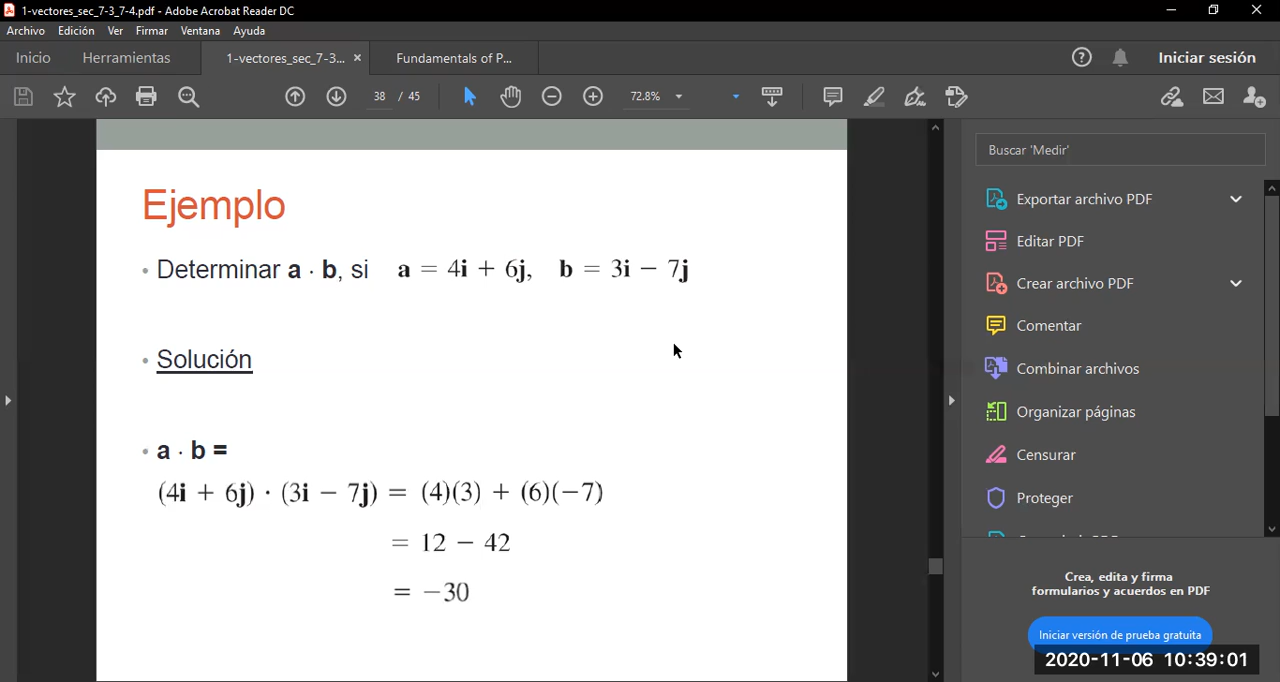 1-vectores_sec_7-3_7-4.pdf - Adobe Acrobat Reader DC
Archivo Edición Ver Firmar Ventana Ayuda
Inicio Herramientas 1-vectores_sec_7-3... × Fundamentals of P... Iniciar sesión
38 / 45 72.8%
Buscar 'Medir'
Exportar archivo PDF
Editar PDF
Crear archivo PDF
Comentar
Combinar archivos
Organizar páginas
Censurar
Proteger
Crea, edita y firma
formularios y acuerdos en PDF
Iniciar versión de prueba gratuita
2020-11-06 10:39:01
Ejemplo
• Determinar a · b, si a = 4i + 6j, b = 3i − 7j
• Solución
• a · b =
(4i + 6j) · (3i − 7j) = (4)(3) + (6)(−7)
= 12 − 42
= −30